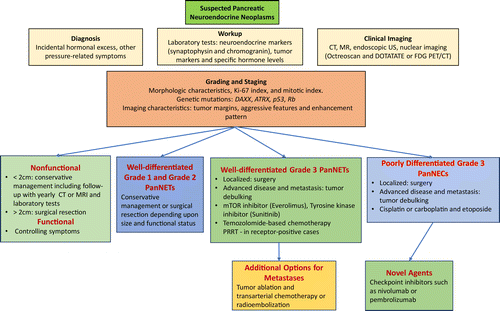 Suspected Pancreatic
Neuroendocrine Neoplasms
Diagnosis
Incidental hormonal excess, other
pressure-related symptoms
Workup
Laboratory tests: neuroendocrine markers
(synaptophysin and chromogranin), tumor
markers and specific hormone levels
Clinical Imaging
CT, MR, endoscopic US, nuclear imaging
(Octreoscan and DOTATATE or FDG PET/CT)
Grading and Staging
Morphologic characteristics, Ki-67 index, and mitotic index.
Genetic mutations: DAXX, ATRX, p53, Rb
Imaging characteristics: tumor margins, aggressive features and enhancement
pattern
Nonfunctional
• < 2cm: conservative
management including follow-
up with yearly CT or MRI and
laboratory tests
• > 2cm: surgical resection
Functional
• Controlling symptoms
Well-differentiated
Grade 1 and Grade 2
PanNETs
Conservative
management or surgical
resection depending upon
size and functional status
Well-differentiated Grade 3 PanNETs
• Localized: surgery
• Advanced disease and metastasis: tumor
debulking
• mTOR inhibitor (Everolimus), Tyrosine kinase
inhibitor (Sunitinib)
• Temozolomide-based chemotherapy
PRRT - in receptor-positive cases
Poorly Differentiated Grade 3
PanNECs
• Localized: surgery
• Advanced disease and metastasis: tumor
debulking
• Cisplatin or carboplatin and etoposide
Additional Options for
Metastases
Tumor ablation and
transarterial chemotherapy or
radioembolization
Novel Agents
• Checkpoint inhibitors such
as nivolumab or
pembrolizumab